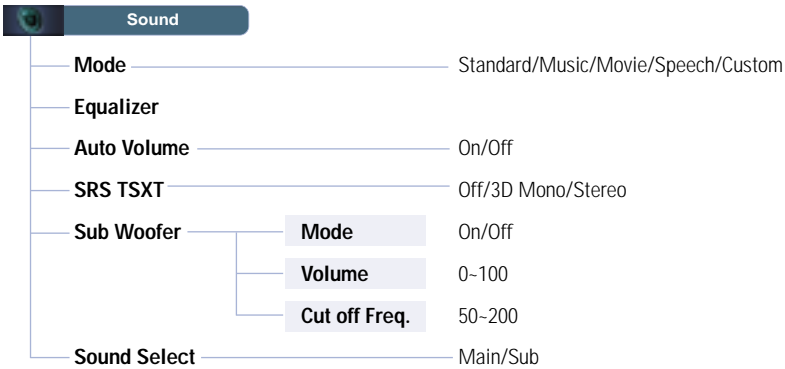 Sound
Mode Standard/Music/Movie/Speech/Custom
Equalizer
Auto Volume On/Off
SRS TSXT Off/3D Mono/Stereo
Sub Woofer Mode On/Off
Volume 0~100
Cut off Freq. 50~200
Sound Select Main/Sub